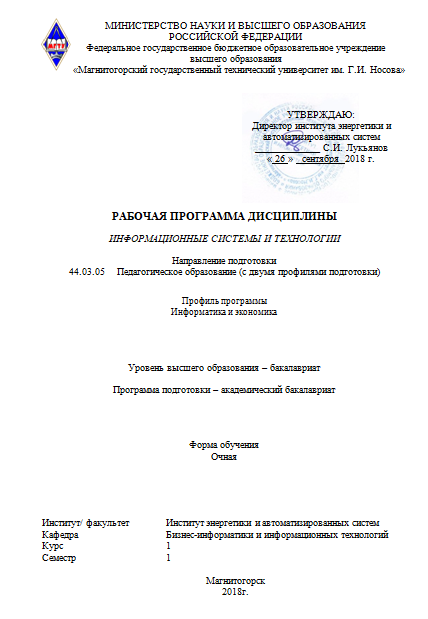 МИНИСТЕРСТВО НАУКИ И ВЫСШЕГО ОБРАЗОВАНИЯ
РОССИЙСКОЙ ФЕДЕРАЦИИ
Федеральное государственное бюджетное образовательное учреждение
высшего образования
«Магнитогорский государственный технический университет им. Г.И. Носова»
МГТУ
УТВЕРЖДАЮ:
Директор института энергетики и
автоматизированных систем
____________ С.И. Лукьянов
« 26 » сентября 2018 г.
РАБОЧАЯ ПРОГРАММА ДИСЦИПЛИНЫ
ИНФОРМАЦИОННЫЕ СИСТЕМЫ И ТЕХНОЛОГИИ
Направление подготовки
44.03.05 Педагогическое образование (с двумя профилями подготовки)
Профиль программы
Информатика и экономика
Уровень высшего образования – бакалавриат
Программа подготовки – академический бакалавриат
Форма обучения
Очная
Институт/ факультет Институт энергетики и автоматизированных систем
Кафедра Бизнес-информатики и информационных технологий
Курс 1
Семестр 1
Магнитогорск
2018г.